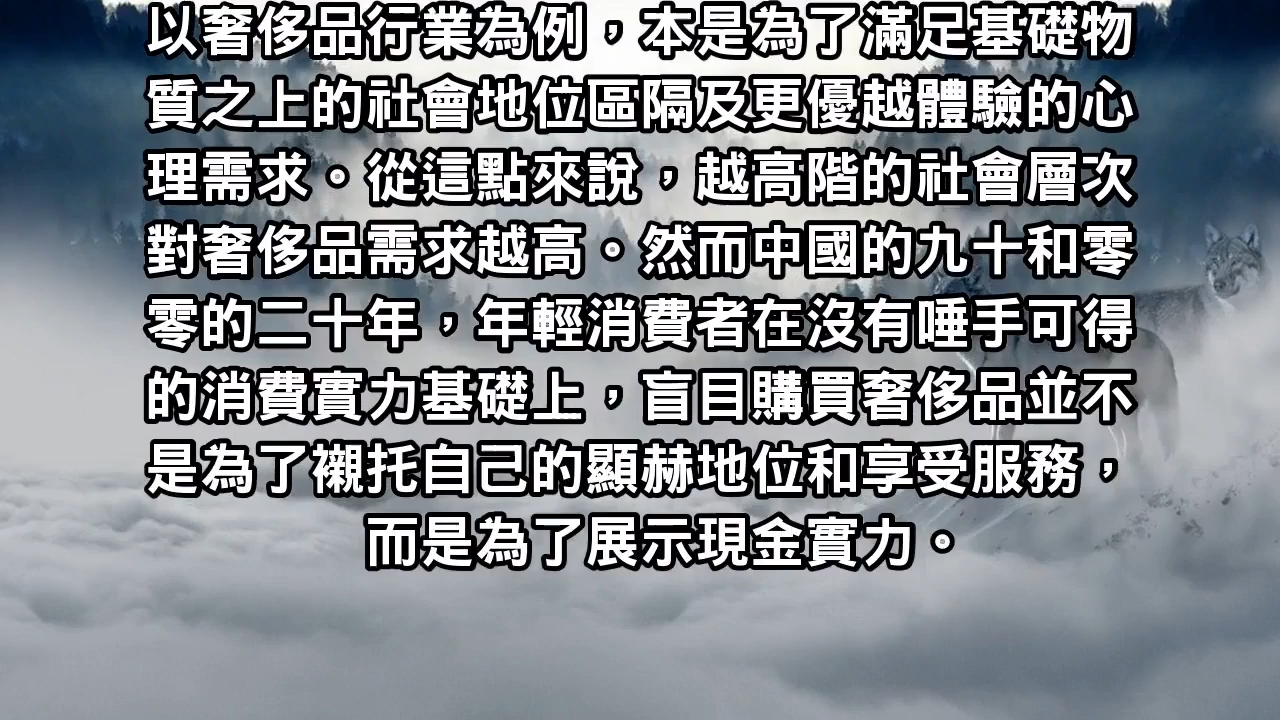 以奢侈品行業為例，本是為了滿足基礎物
質之上的社會地位區隔及更優越體驗的心
理需求。從這點來說，越高階的社會層次
對奢侈品需求越高。然而中國的九十和零
零的二十年，年輕消費者在沒有唾手可得
的消費實力基礎上，盲目購買奢侈品並不
是為了襯托自己的顯赫地位和享受服務，
而是為了展示現金實力。